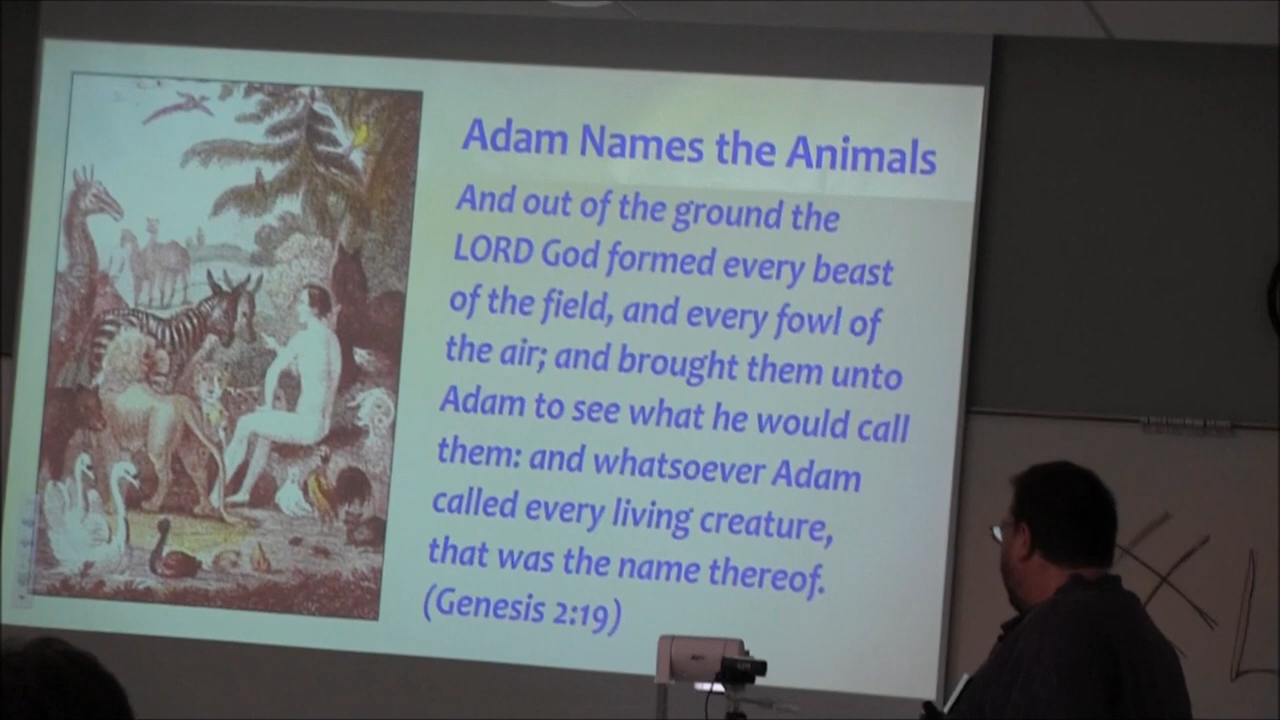 Adam Names the Animals
And out of the ground the
LORD God formed every beast
of the field, and every fowl of
the air; and brought them unto
Adam to see what he would call
them: and whatsoever Adam
called every living creature,
that was the name thereof.
(Genesis 2:19)
XL